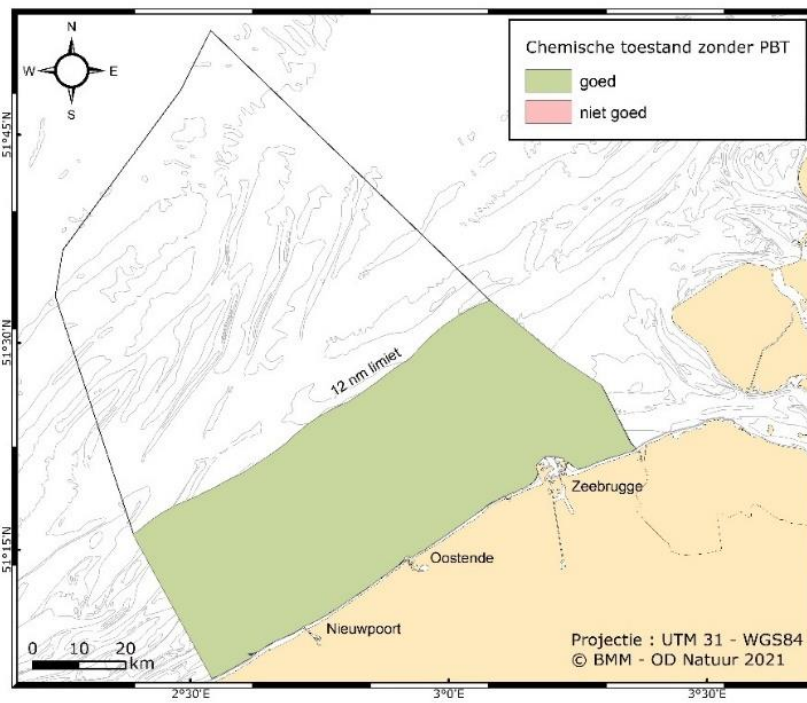 N
W E
S
Chemische toestand zonder PBT
goed
niet goed
51°45'N
51°30'N
51°15'N
12 nm limiet
Zeebrugge
Oostende
Nieuwpoort
0 10 20
km
Projectie : UTM 31 - WGS84
© BMM - OD Natuur 2021
2°30'E 3°0'E 3°30'E